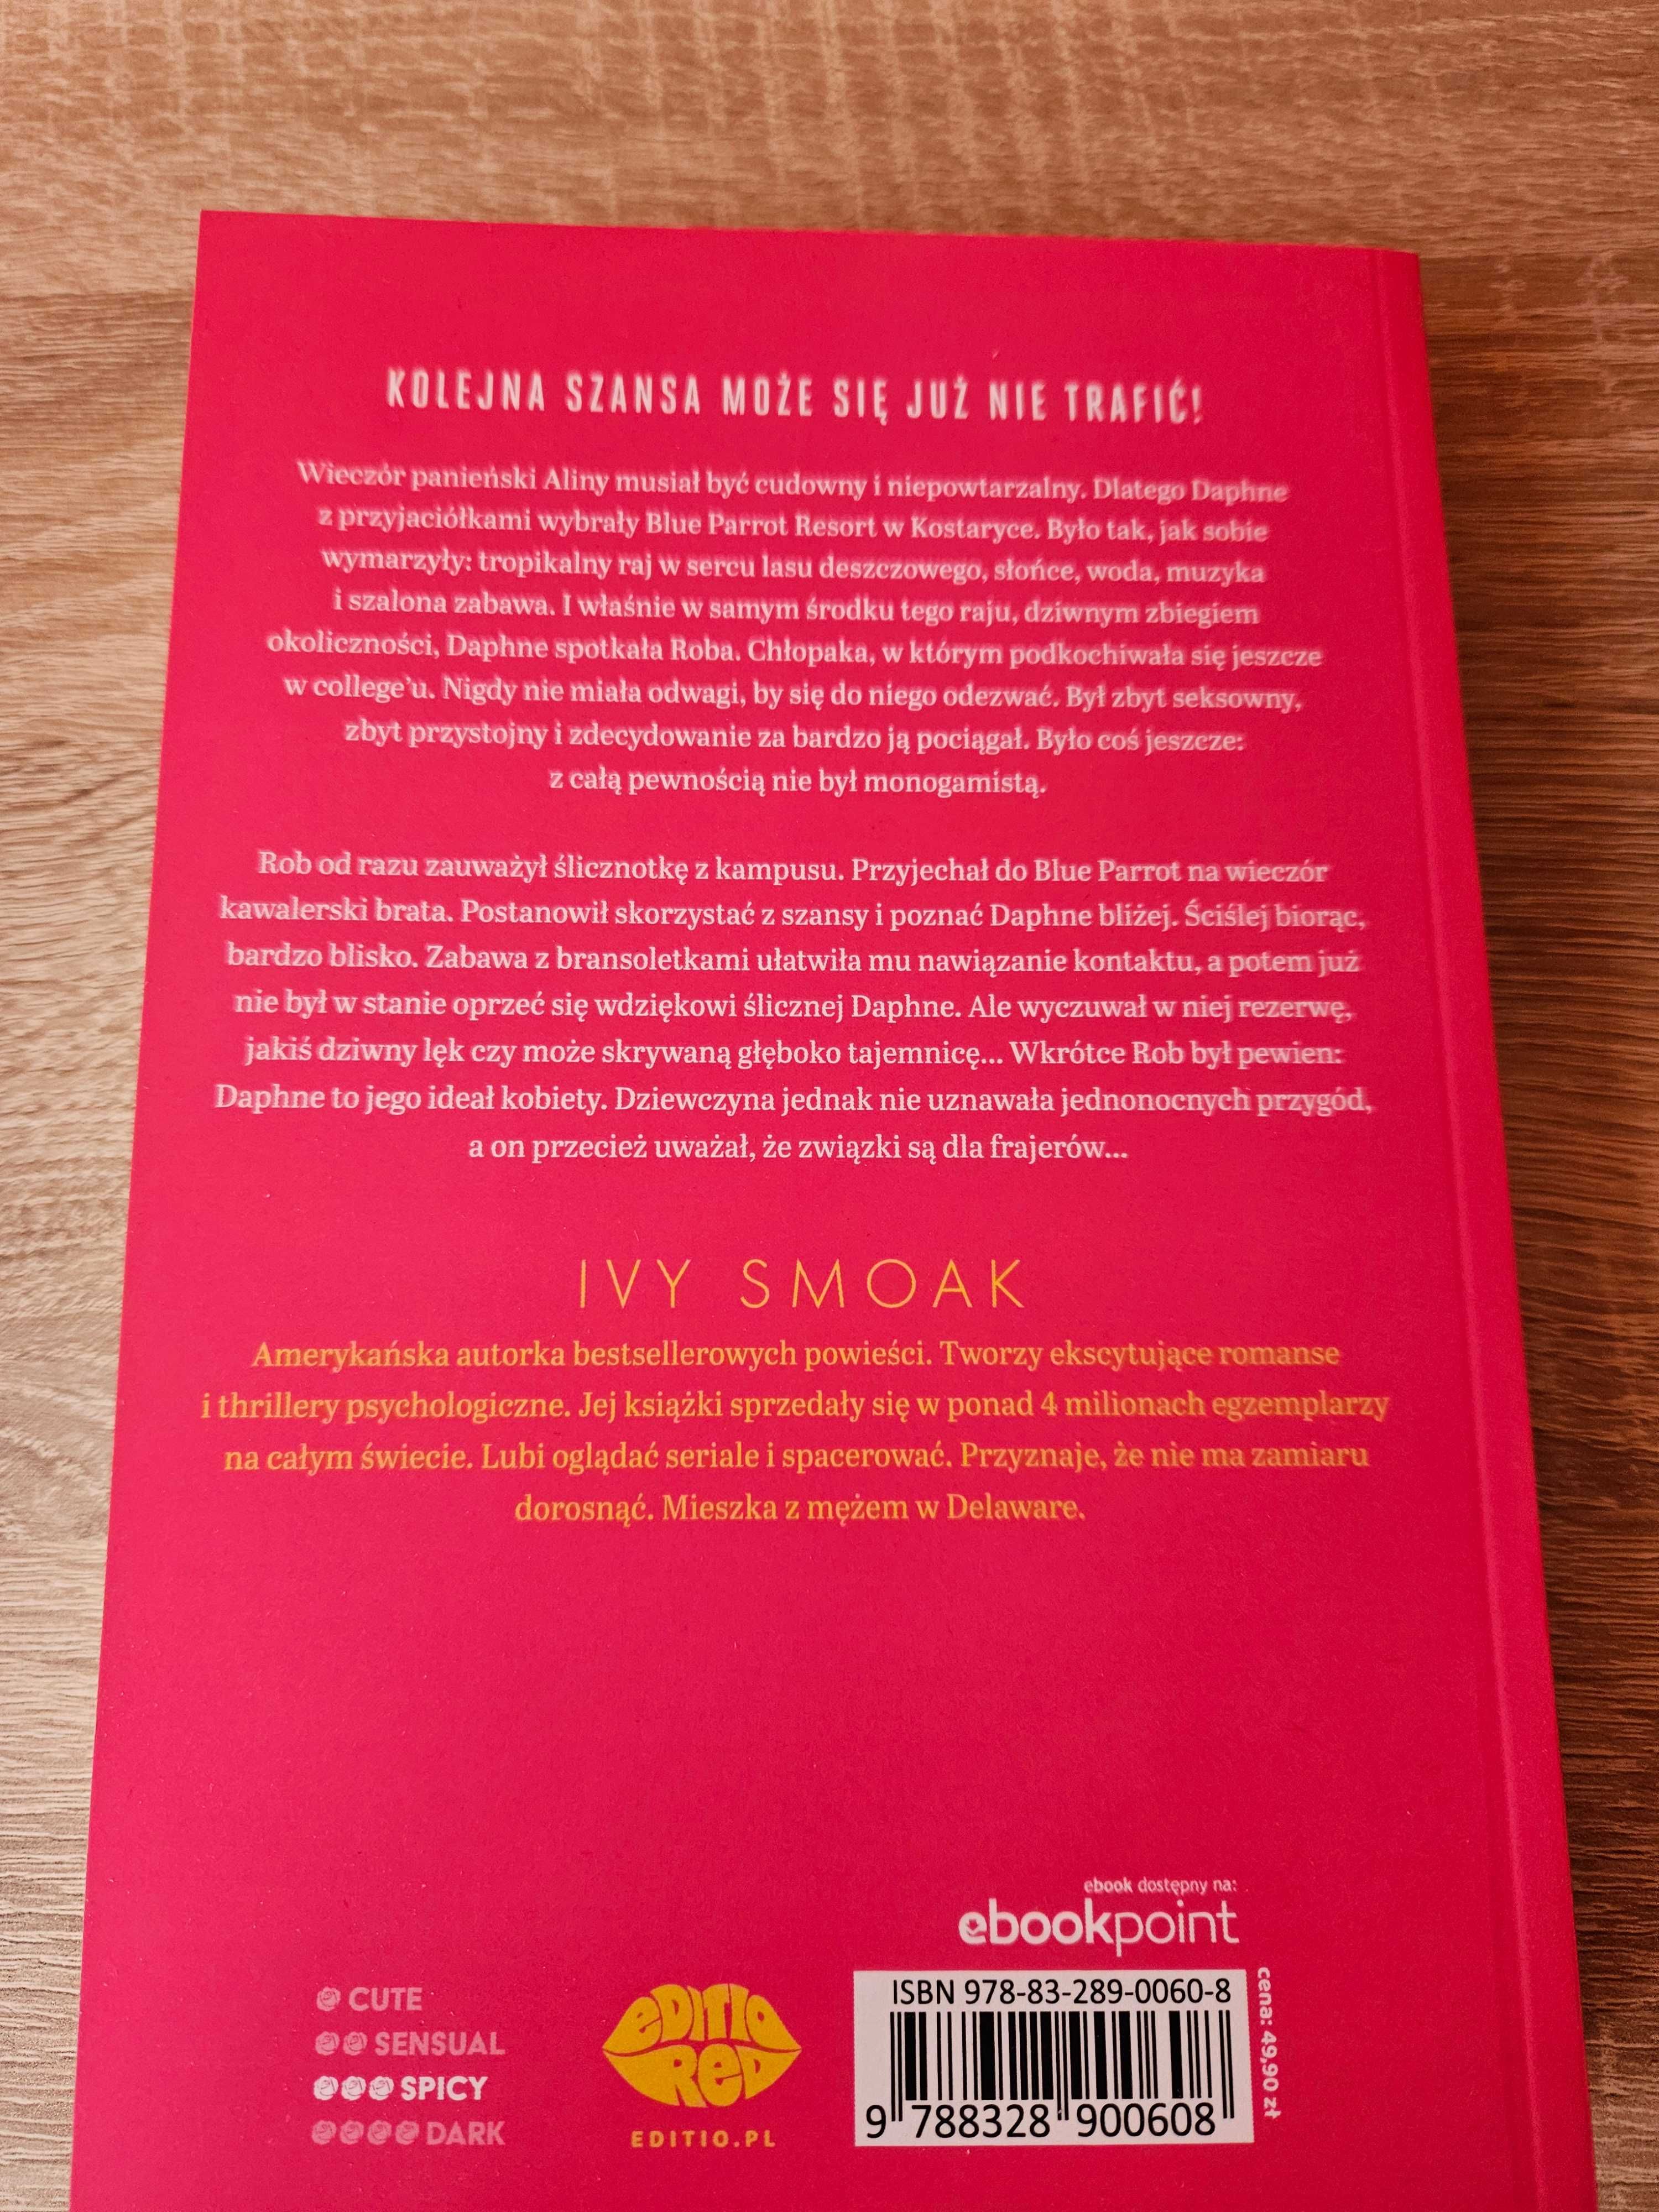 KOLEJNA SZANSA MOŻE SIĘ JUŻ NIE TRAFIĆ!
Wieczór panieński Aliny musiał być cudowny i niepowtarzalny. Dlatego Daphne
z przyjaciółkami wybrały Blue Parrot Resort w Kostaryce. Było tak, jak sobie
wymarzyły: tropikalny raj w sercu lasu deszczowego, słońce, woda, muzyka
i szalona zabawa. I właśnie w samym środku tego raju, dziwnym zbiegiem
okoliczności, Daphne spotkała Roba. Chłopaka, w którym podkochiwała się jeszcze
w college'u. Nigdy nie miała odwagi, by się do niego odezwać. Był zbyt seksowny,
zbyt przystojny i zdecydowanie za bardzo ją pociągał. Było coś jeszcze:
z całą pewnością nie był monogamistą.
Rob od razu zauważył ślicznotkę z kampusu. Przyjechał do Blue Parrot na wieczór
kawalerski brata. Postanowił skorzystać z szansy i poznać Daphne bliżej. Ściślej biorąc,
bardzo blisko. Zabawa z bransoletkami ułatwiła mu nawiązanie kontaktu, a potem już
nie był w stanie oprzeć się wdziękowi ślicznej Daphne. Ale wyczuwał w niej rezerwę,
jakiś dziwny lęk czy może skrywaną głęboko tajemnicę... Wkrótce Rob był pewien:
Daphne to jego ideał kobiety. Dziewczyna jednak nie uznawała jednonocnych przygód,
a on przecież uważał, że związki są dla frajerów...
IVY SMOAK
Amerykańska autorka bestsellerowych powieści. Tworzy ekscytujące romanse
i thrillery psychologiczne. Jej książki sprzedały się w ponad 4 milionach egzemplarzy
na całym świecie. Lubi oglądać seriale i spacerować. Przyznaje, że nie ma zamiaru
dorosnąć. Mieszka z mężem w Delaware.
ebook dostępny na:
ebookpoint
CUTE
SENSUAL
SPICY
DARK
EDITIO
RED
EDITIO.PL
ISBN 978-83-289-0060-8
9 788328 900608
cena: 49,90 zł